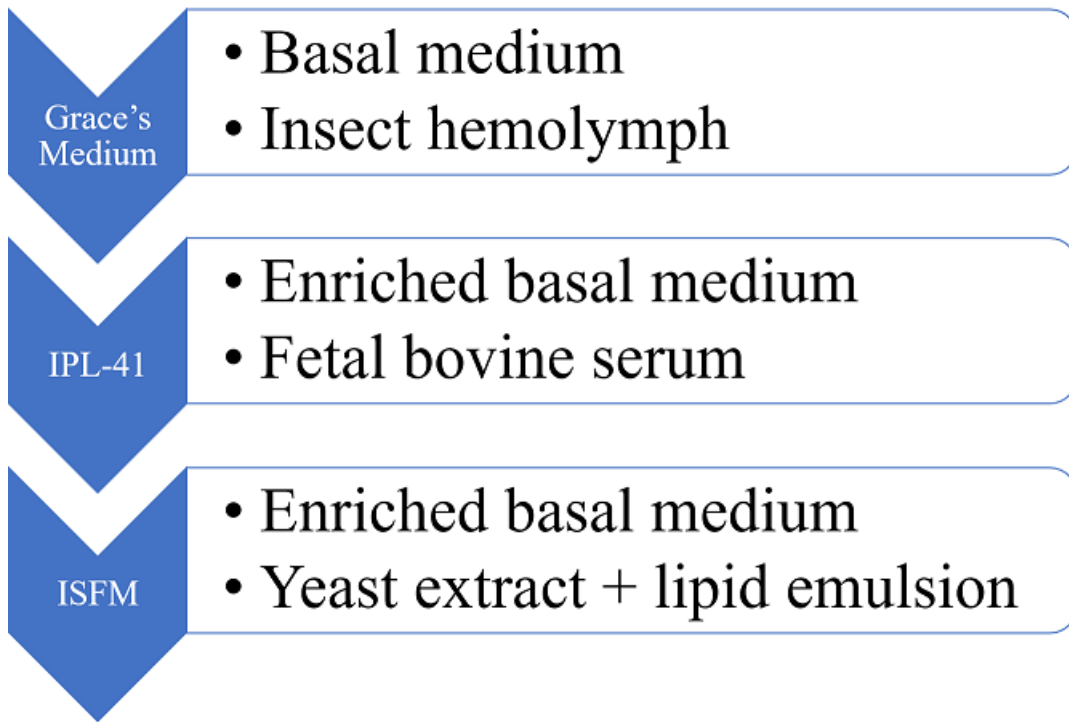 Grace's
Medium
• Basal medium
• Insect hemolymph
IPL-41
• Enriched basal medium
• Fetal bovine serum
ISFM
• Enriched basal medium
• Yeast extract + lipid emulsion